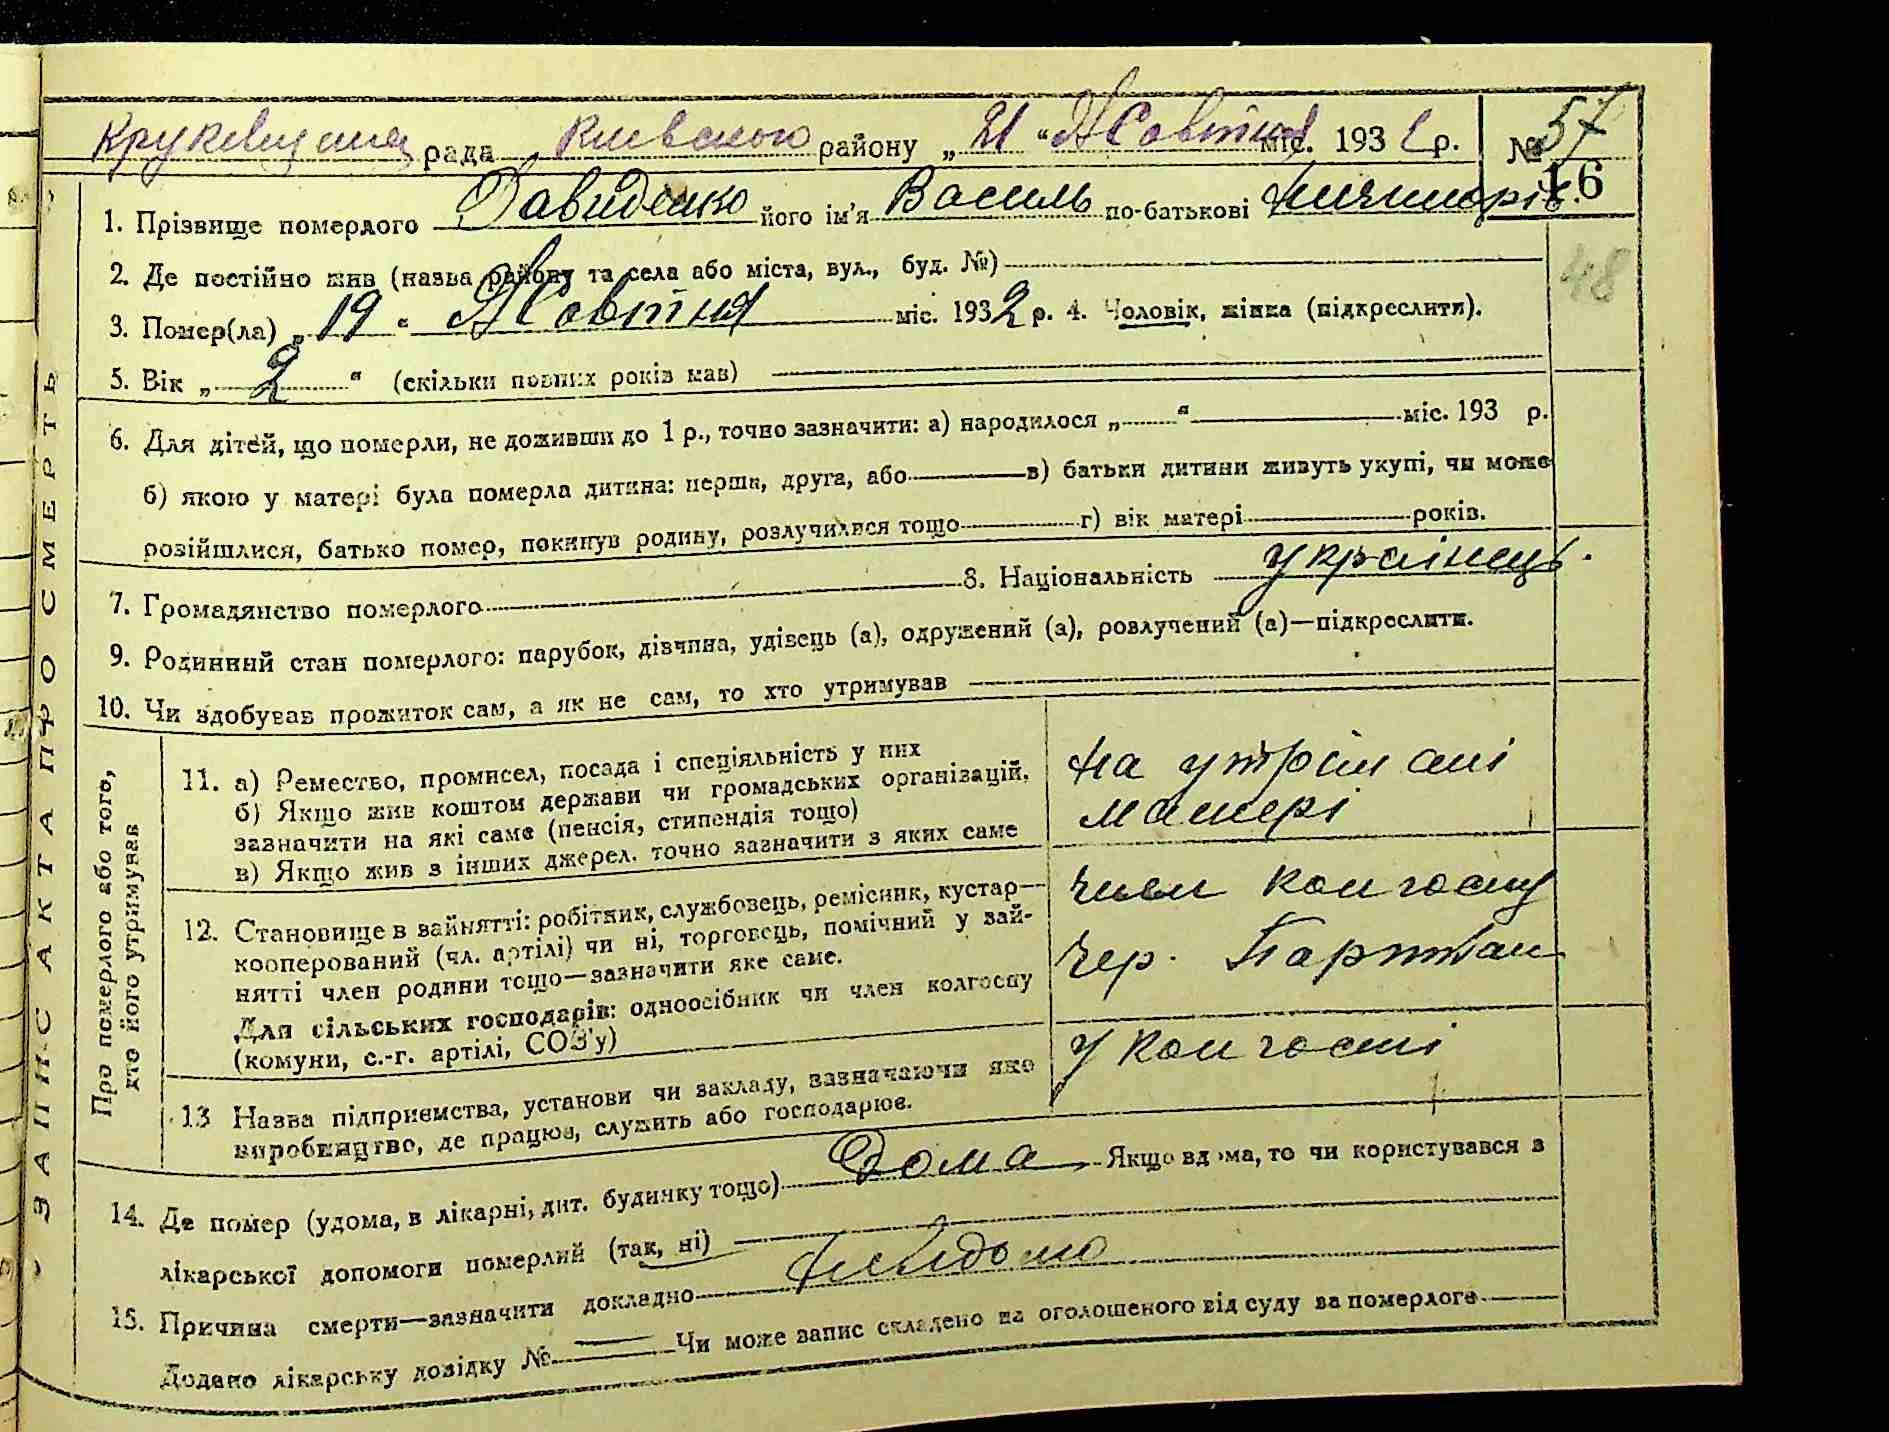 рада Киевського району „21“ Жовтня міс. 1932 р. № 57
16
1. Прізвище померлого Давиденко його ім'я Василь по-батькові
48
2. Де постійно жив (назва району та села або міста, вул., буд. №)
3. Помер(ла) „19“ Жовтня міс. 1932 р. 4. Чоловік, жінка (підкреслити).
5. Вік „2“ (скільки повних років мав)
6. Для дітей, що померли, не доживши до 1 р., точно зазначити: а) народилося „ “ міс. 193 р.
б) якою у матері була померла дитина: перша, друга, або в) батьки дитини живуть укупі, чи може
розійшлися, батько помер, покинув родину, розлучилися тощо г) вік матері років.
7. Громадянство померлого 8. Національність українець.
9. Родинний стан померлого: парубок, дівчина, удівець (а), одружений (а), розлучений (а)—підкреслити.
10. Чи здобував прожиток сам, а як не сам, то хто утримував
ЗАПИС АКТА ПРО СМЕРТЬ
Про померлого або того,
хто його утримував
11. а) Ремество, промисел, посада і спеціяльність у них
б) Якщо жив коштом держави чи громадських організацій,
зазначити на які саме (пенсія, стипендія тощо)
в) Якщо жив з інших джерел. точно зазначити з яких саме
на утриман і
матері
12. Становище в зайнятті: робітник, службовець, ремісник, кустар—
кооперований (чл. артілі) чи ні, торговець, помічний у зай-
нятті член родини тощо—зазначити яке саме.
Для сільських господарів: одноосібник чи член колгоспу
(комуни, с.-г. артілі, СОЗ'у)
член колгоспу
Чер. Партизан
13 Назва підприємства, установи чи закладу, зазначаючи яке
виробництво, де працює, служить або господарює.
у колгоспі
14. Де помер (удома, в лікарні, дит. будинку тощо) Дома Якщо вдома, то чи користувався з
лікарської допомоги померлий (так, ні)
15. Причина смерти—зазначити докладно невідомо
Додано лікарську довідку № Чи може запис складено на оголошеного від суду за померлого